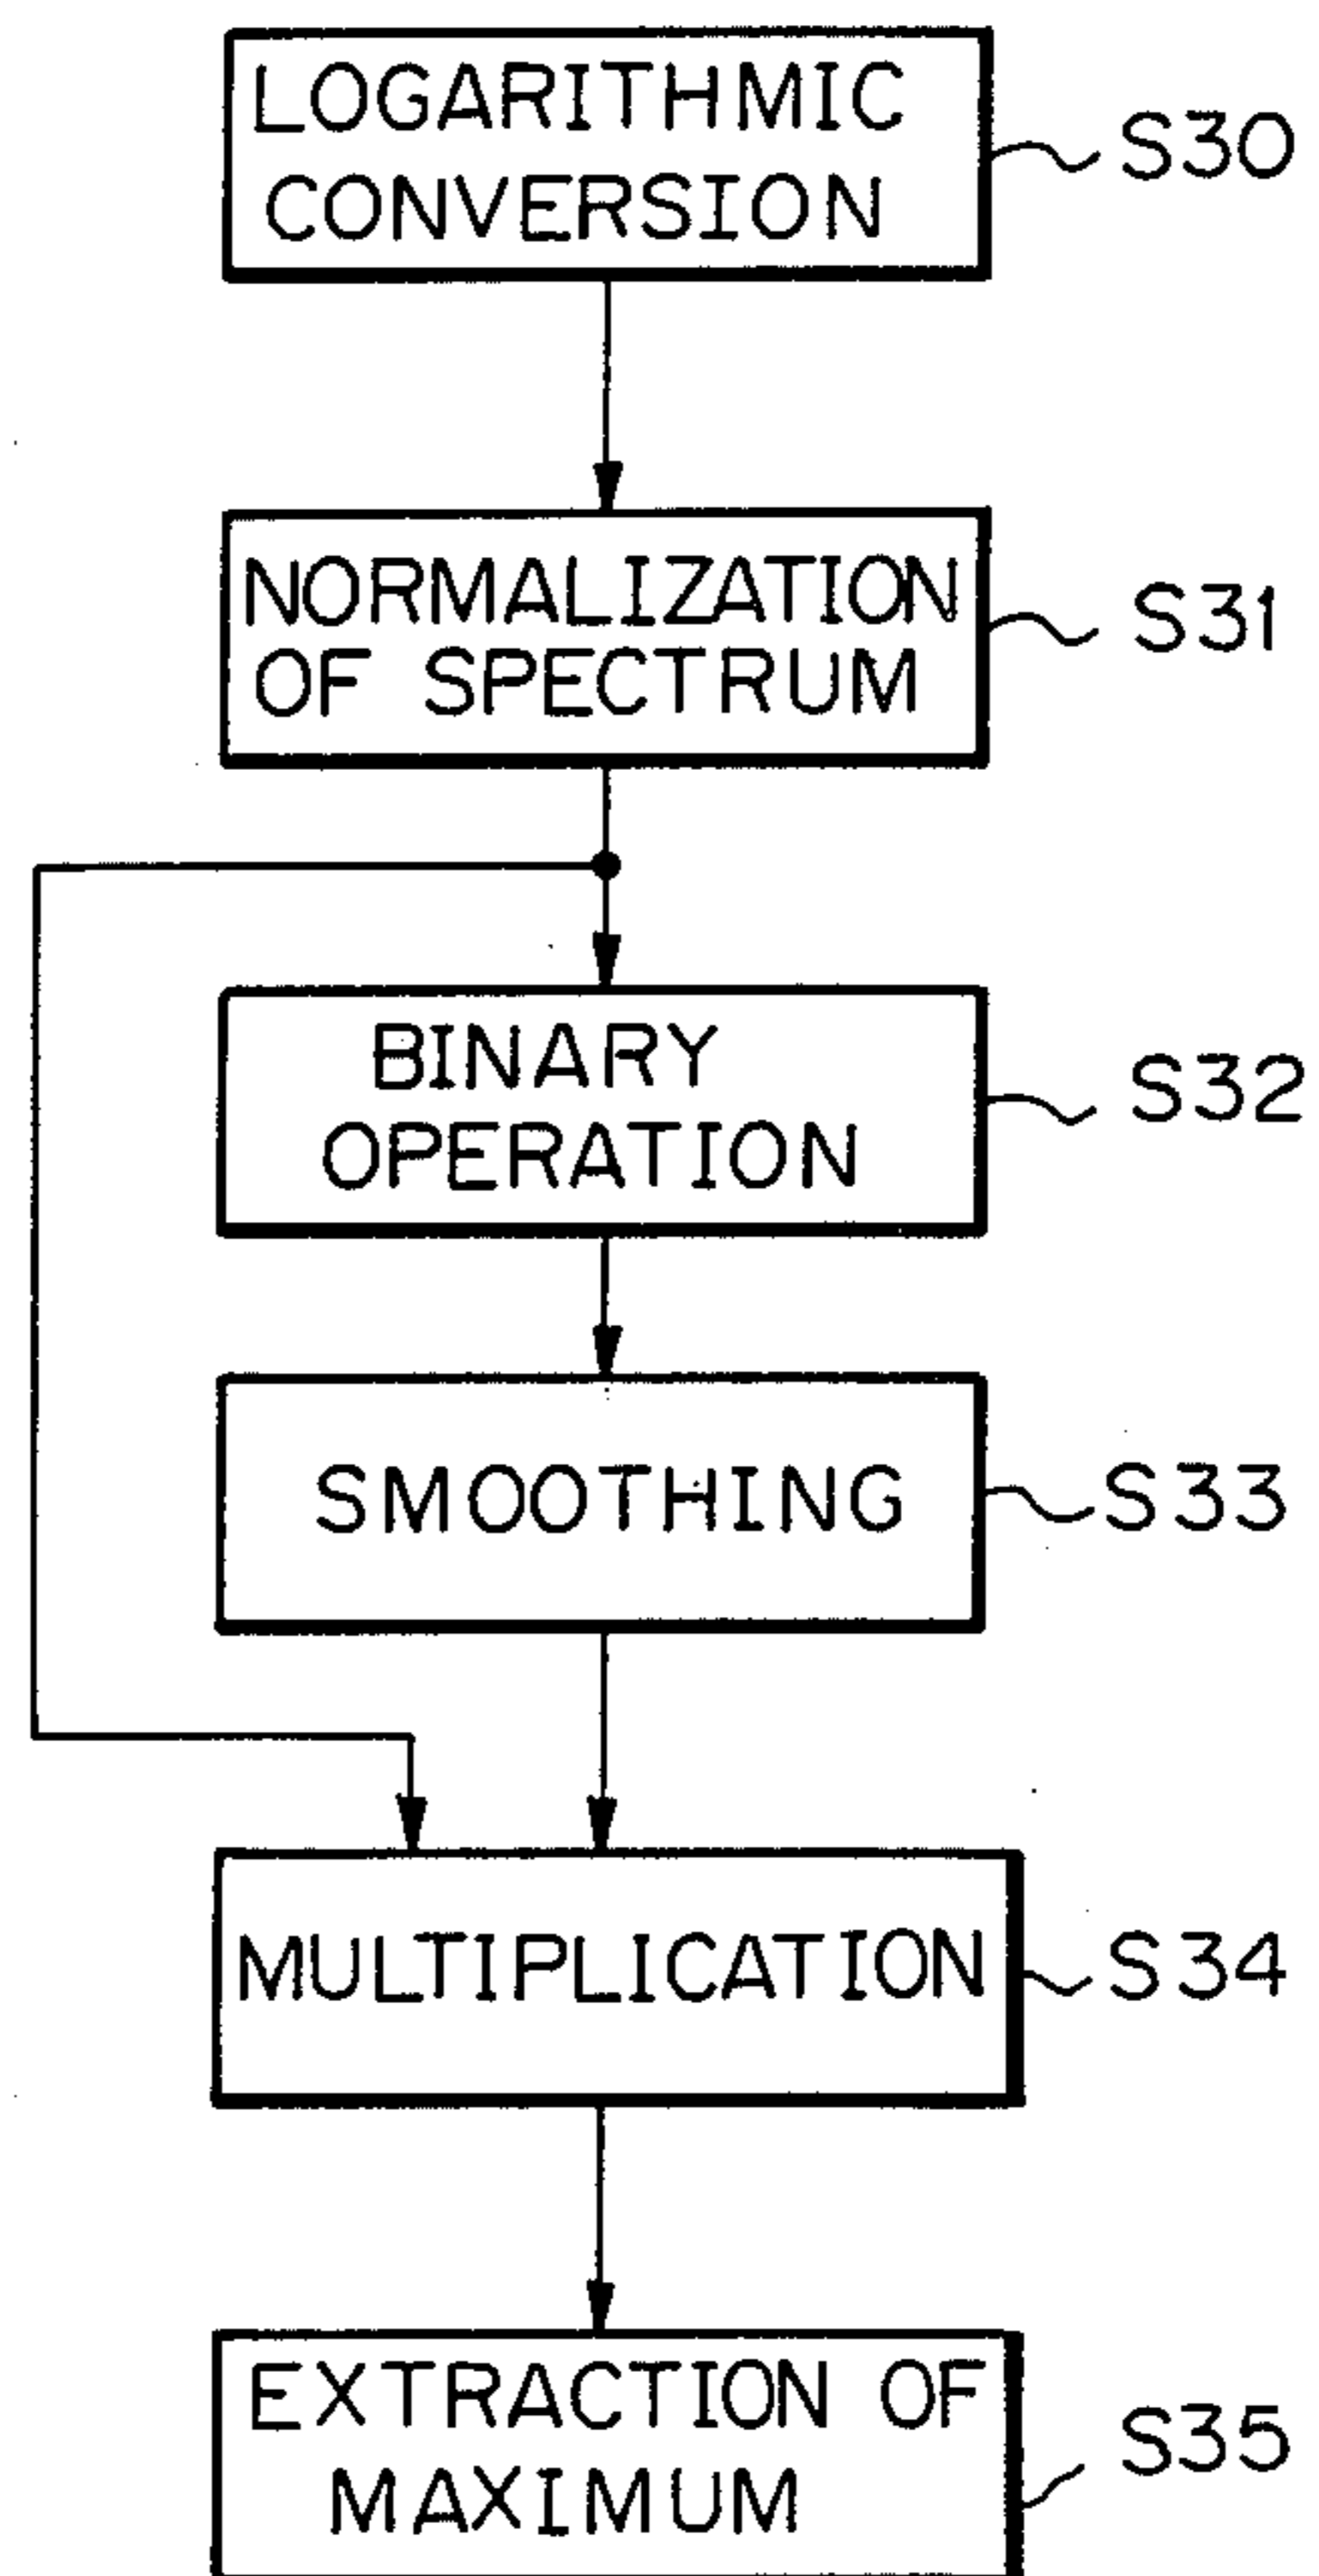 LOGARITHMIC
CONVERSION
S30
NORMALIZATION
OF SPECTRUM
S31
BINARY
OPERATION
S32
SMOOTHING
S33
MULTIPLICATION
S34
EXTRACTION OF
MAXIMUM
S35